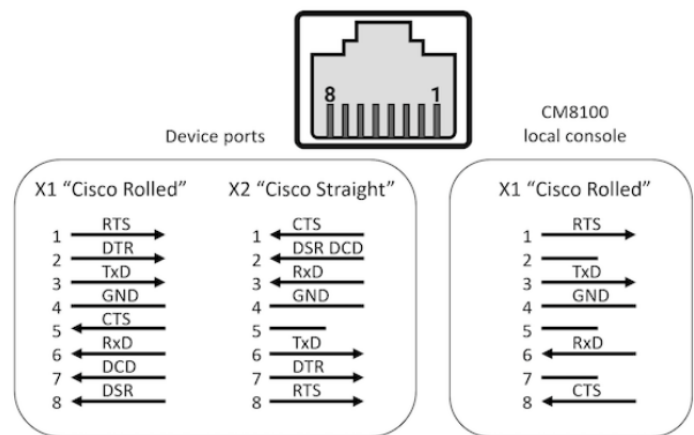 8 1
Device ports
CM8100
local console
X1 “Cisco Rolled”
1 RTS
2 DTR
3 TxD
4 GND
5 CTS
6 RxD
7 DCD
8 DSR
X2 “Cisco Straight”
1 CTS
2 DSR DCD
3 RxD
4 GND
5
6 TxD
7 DTR
8 RTS
X1 “Cisco Rolled”
1 RTS
2
3 TxD
4 GND
5
6 RxD
7
8 CTS